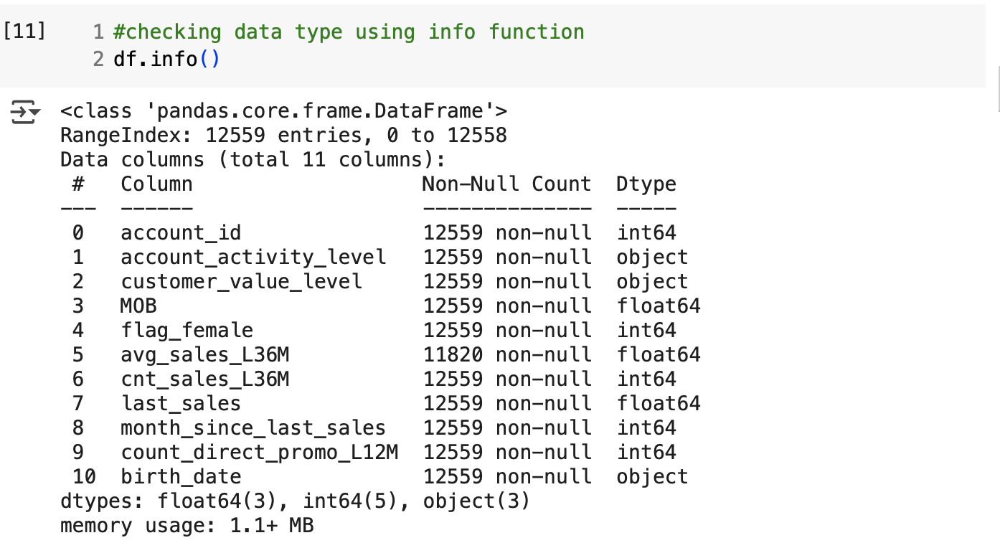 [11] 1 #checking data type using info function
2 df.info()
<class 'pandas.core.frame.DataFrame'>
RangeIndex: 12559 entries, 0 to 12558
Data columns (total 11 columns):
 #   Column                   Non-Null Count  Dtype
---  ------                   --------------  -----
 0   account_id               12559 non-null  int64
 1   account_activity_level   12559 non-null  object
 2   customer_value_level     12559 non-null  object
 3   MOB                      12559 non-null  float64
 4   flag_female              12559 non-null  int64
 5   avg_sales_L36M           11820 non-null  float64
 6   cnt_sales_L36M           12559 non-null  int64
 7   last_sales               12559 non-null  float64
 8   month_since_last_sales   12559 non-null  int64
 9   count_direct_promo_L12M  12559 non-null  int64
 10  birth_date               12559 non-null  object
dtypes: float64(3), int64(5), object(3)
memory usage: 1.1+ MB